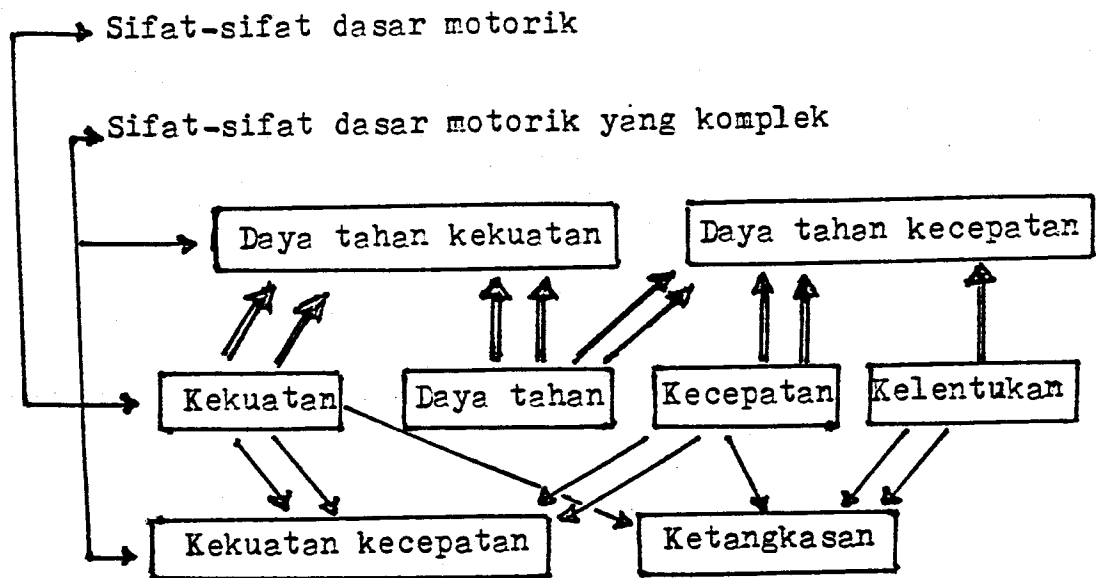 Sifat-sifat dasar motorik
Sifat-sifat dasar motorik yang komplek
Daya tahan kekuatan
Daya tahan kecepatan
Kekuatan
Daya tahan
Kecepatan
Kelentukan
Kekuatan kecepatan
Ketangkasan